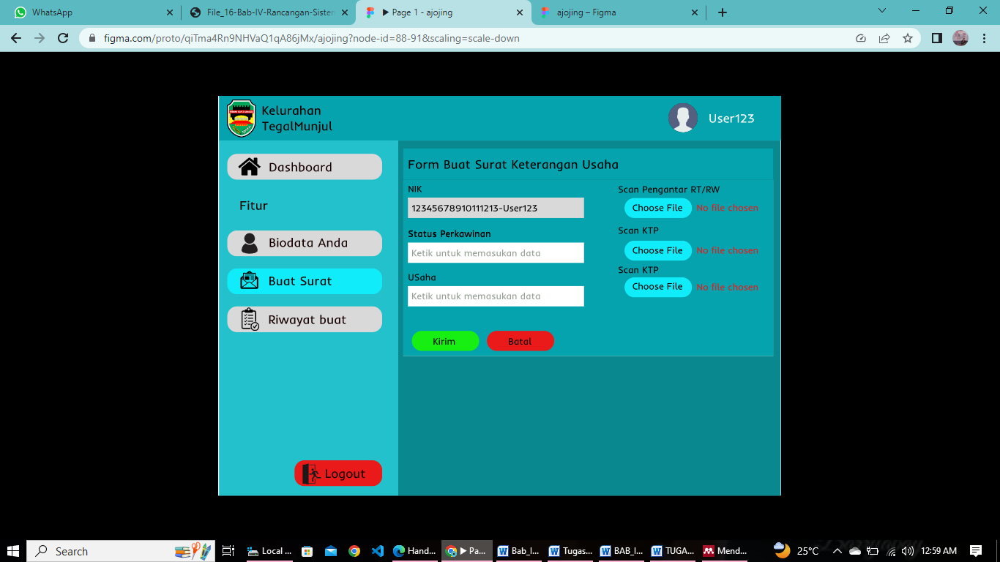 WhatsApp
File_16-Bab-IV-Rancangan-Sister
▶ Page 1 - ajojing
ajojing – Figma
figma.com/proto/qiTma4Rn9NHVaQ1qA86jMx/ajojing?node-id=88-91&scaling=scale-down
Kelurahan
TegalMunjul
User123
Dashboard
Fitur
Biodata Anda
Buat Surat
Riwayat buat
Logout
Form Buat Surat Keterangan Usaha
NIK
12345678910111213-User123
Status Perkawinan
Ketik untuk memasukan data
USaha
Ketik untuk memasukan data
Scan Pengantar RT/RW
Choose File No file chosen
Scan KTP
Choose File No file chosen
Scan KTP
Choose File No file chosen
Kirim
Batal
Search
Local ...
Hand...
▶ Pa...
Bab_I...
Tugas...
BAB_I...
TUGA...
Mend...
25°C
12:59 AM